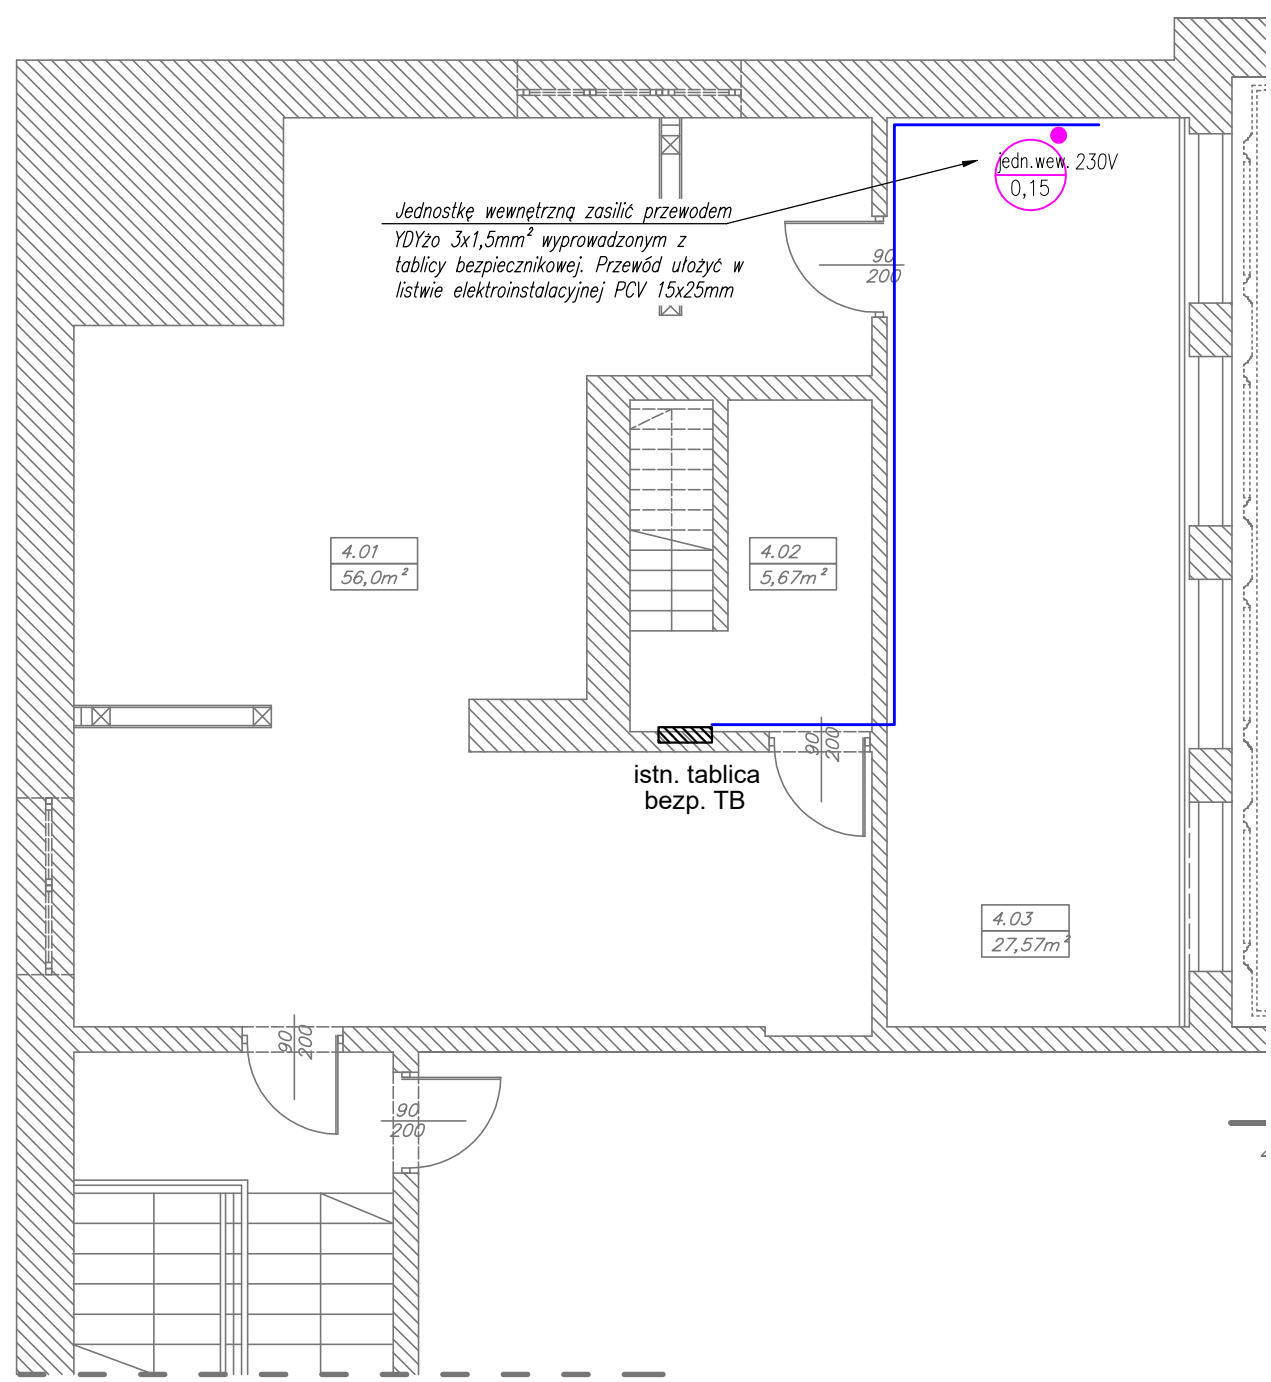 jedn.wew. 230V
0,15
Jednostkę wewnętrzną zasilić przewodem
YDYżo 3x1,5mm² wyprowadzonym z
tablicy bezpiecznikowej. Przewód ułożyć w
listwie elektroinstalacyjnej PCV 15x25mm
90
200
4.01
56,0m²
4.02
5,67m²
90
200
istn. tablica
bezp. TB
4.03
27,57m²
90
200
90
200